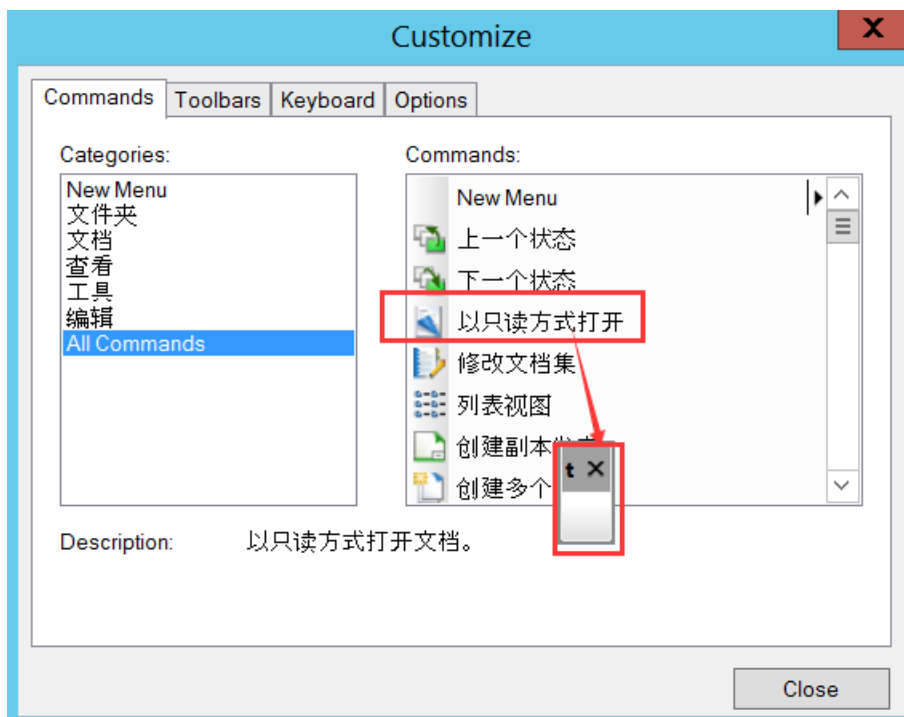 Customize
Commands Toolbars Keyboard Options
Categories:
New Menu
文件夹
文档
查看
工具
编辑
All Commands
Commands:
New Menu
上一个状态
下一个状态
以只读方式打开
修改文档集
列表视图
创建副本
创建多个
t ×
Description: 以只读方式打开文档。
Close